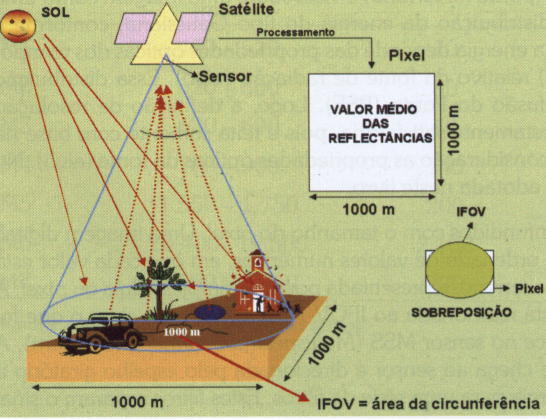 SOL
Satélite
Processamento
Pixel
Sensor
VALOR MÉDIO
DAS
REFLECTÂNCIAS
1000 m
1000 m
IFOV
Pixel
SOBREPOSIÇÃO
1000 m
1000 m
1000 m
IFOV = área da circunferência